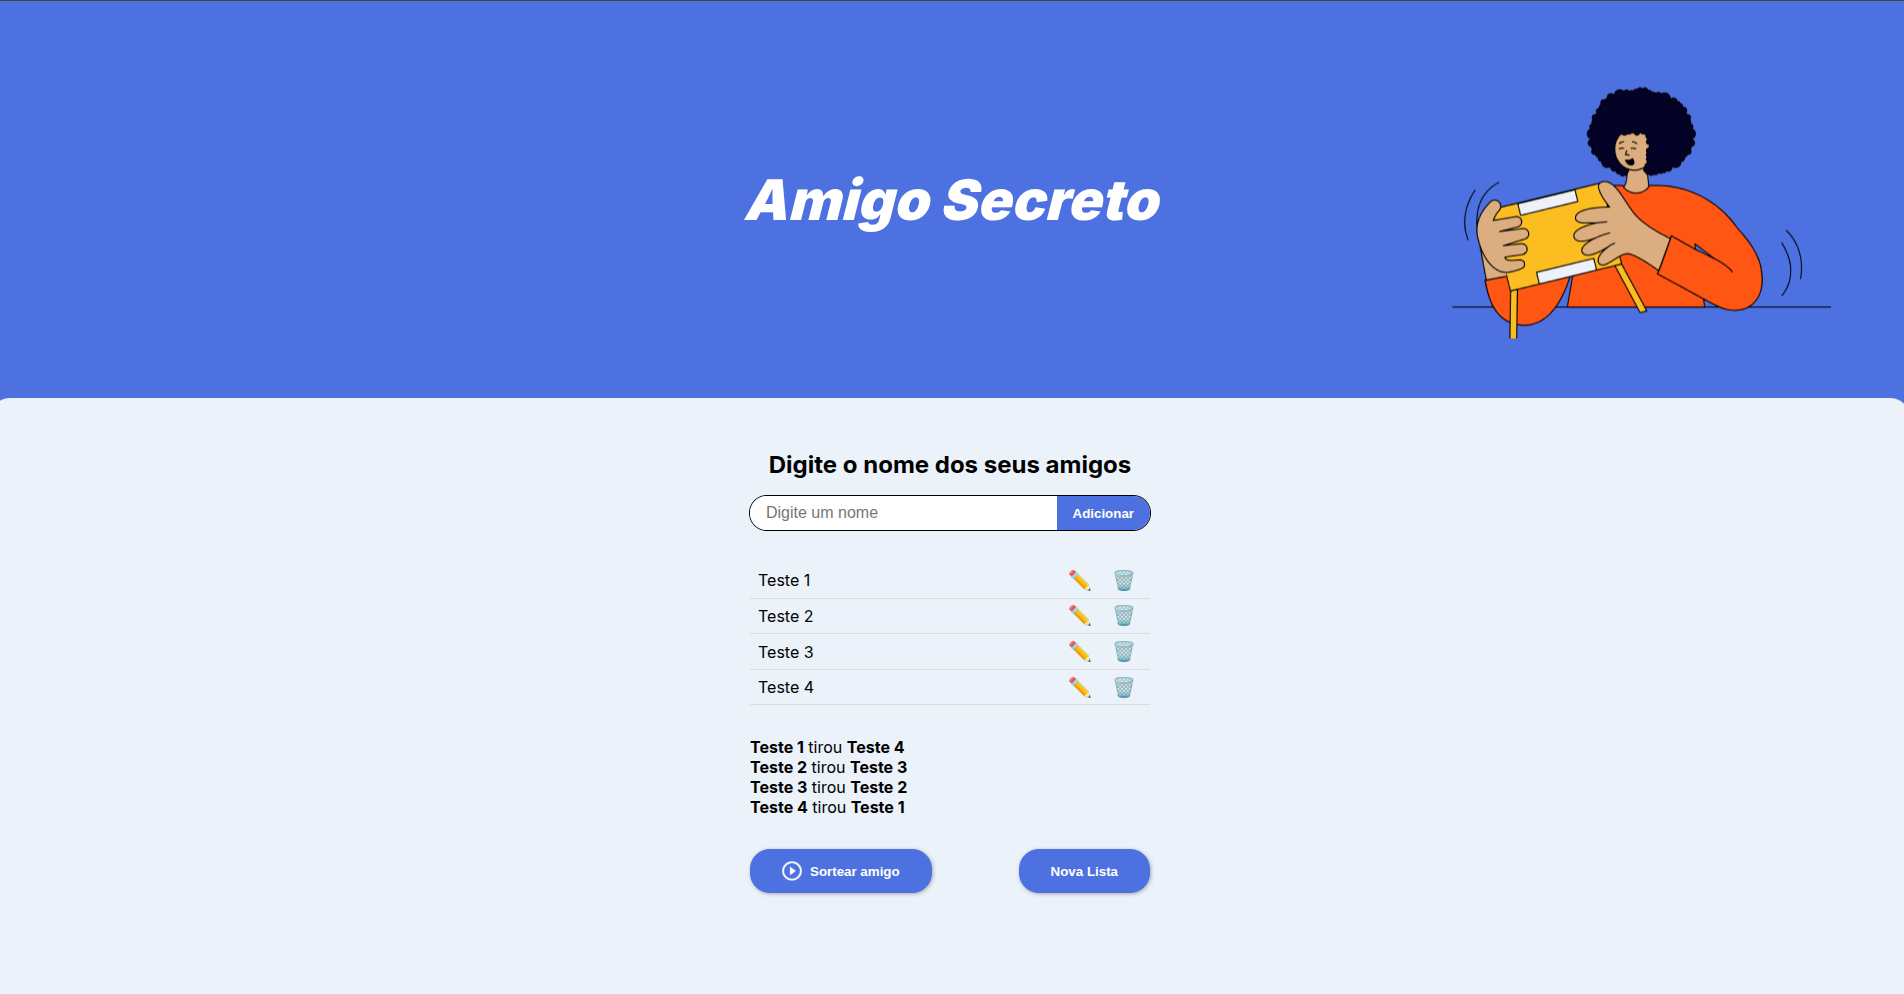 Amigo Secreto
Digite o nome dos seus amigos
Digite um nome
Adicionar
Teste 1
Teste 2
Teste 3
Teste 4
Teste 1 tirou Teste 4
Teste 2 tirou Teste 3
Teste 3 tirou Teste 2
Teste 4 tirou Teste 1
Sortear amigo
Nova Lista